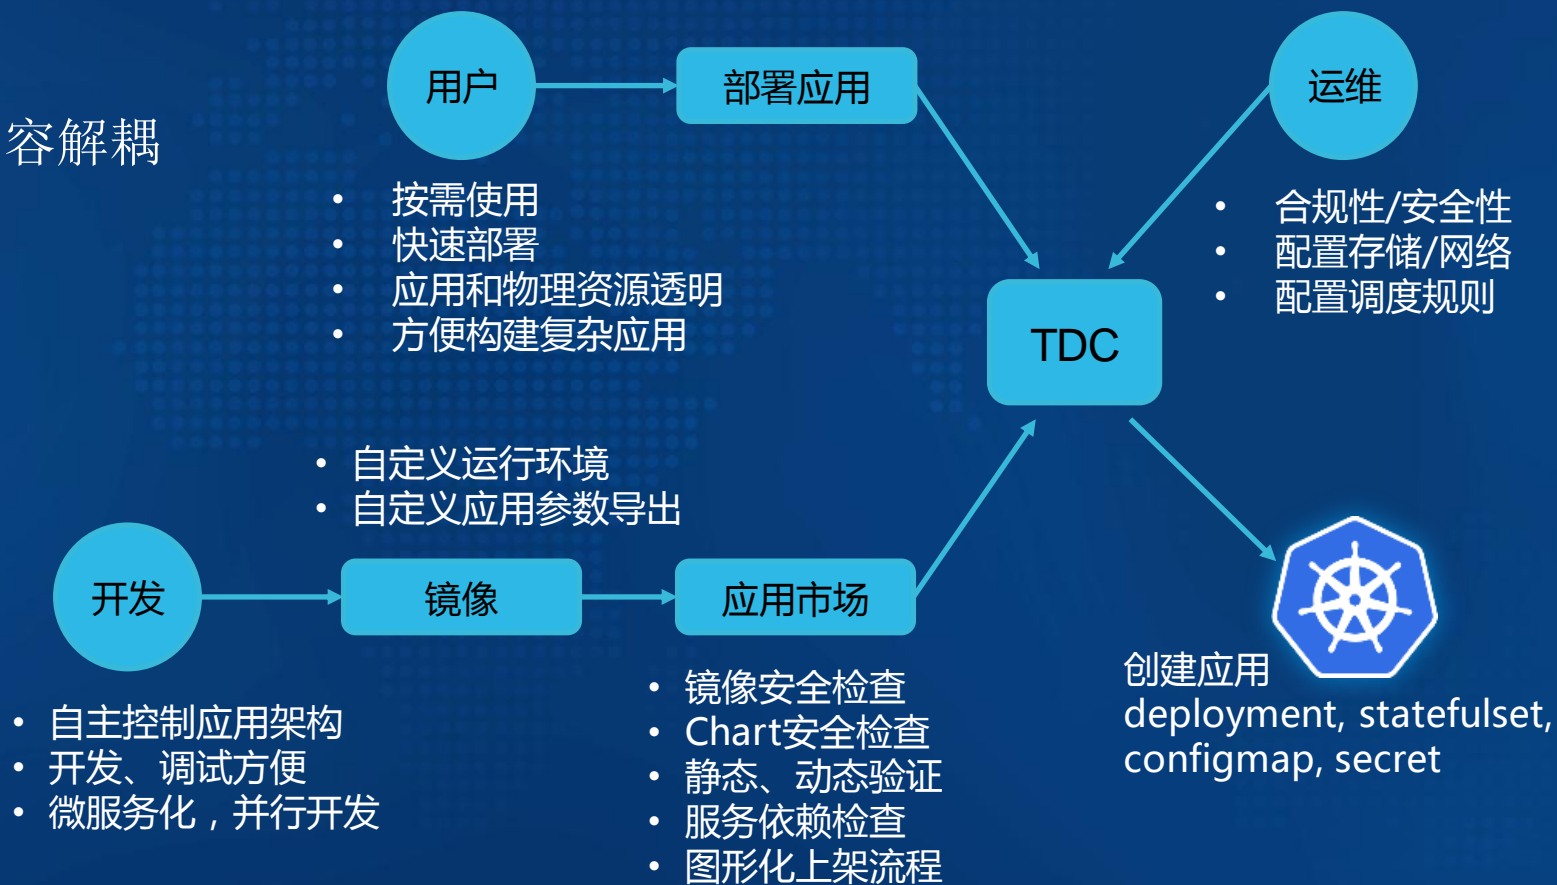 容解耦
用户
部署应用
运维
• 按需使用
• 快速部署
• 应用和物理资源透明
• 方便构建复杂应用
• 合规性/安全性
• 配置存储/网络
• 配置调度规则
TDC
• 自定义运行环境
• 自定义应用参数导出
开发
镜像
应用市场
• 自主控制应用架构
• 开发、调试方便
• 微服务化，并行开发
• 镜像安全检查
• Chart安全检查
• 静态、动态验证
• 服务依赖检查
• 图形化上架流程
创建应用
deployment, statefulset,
configmap, secret